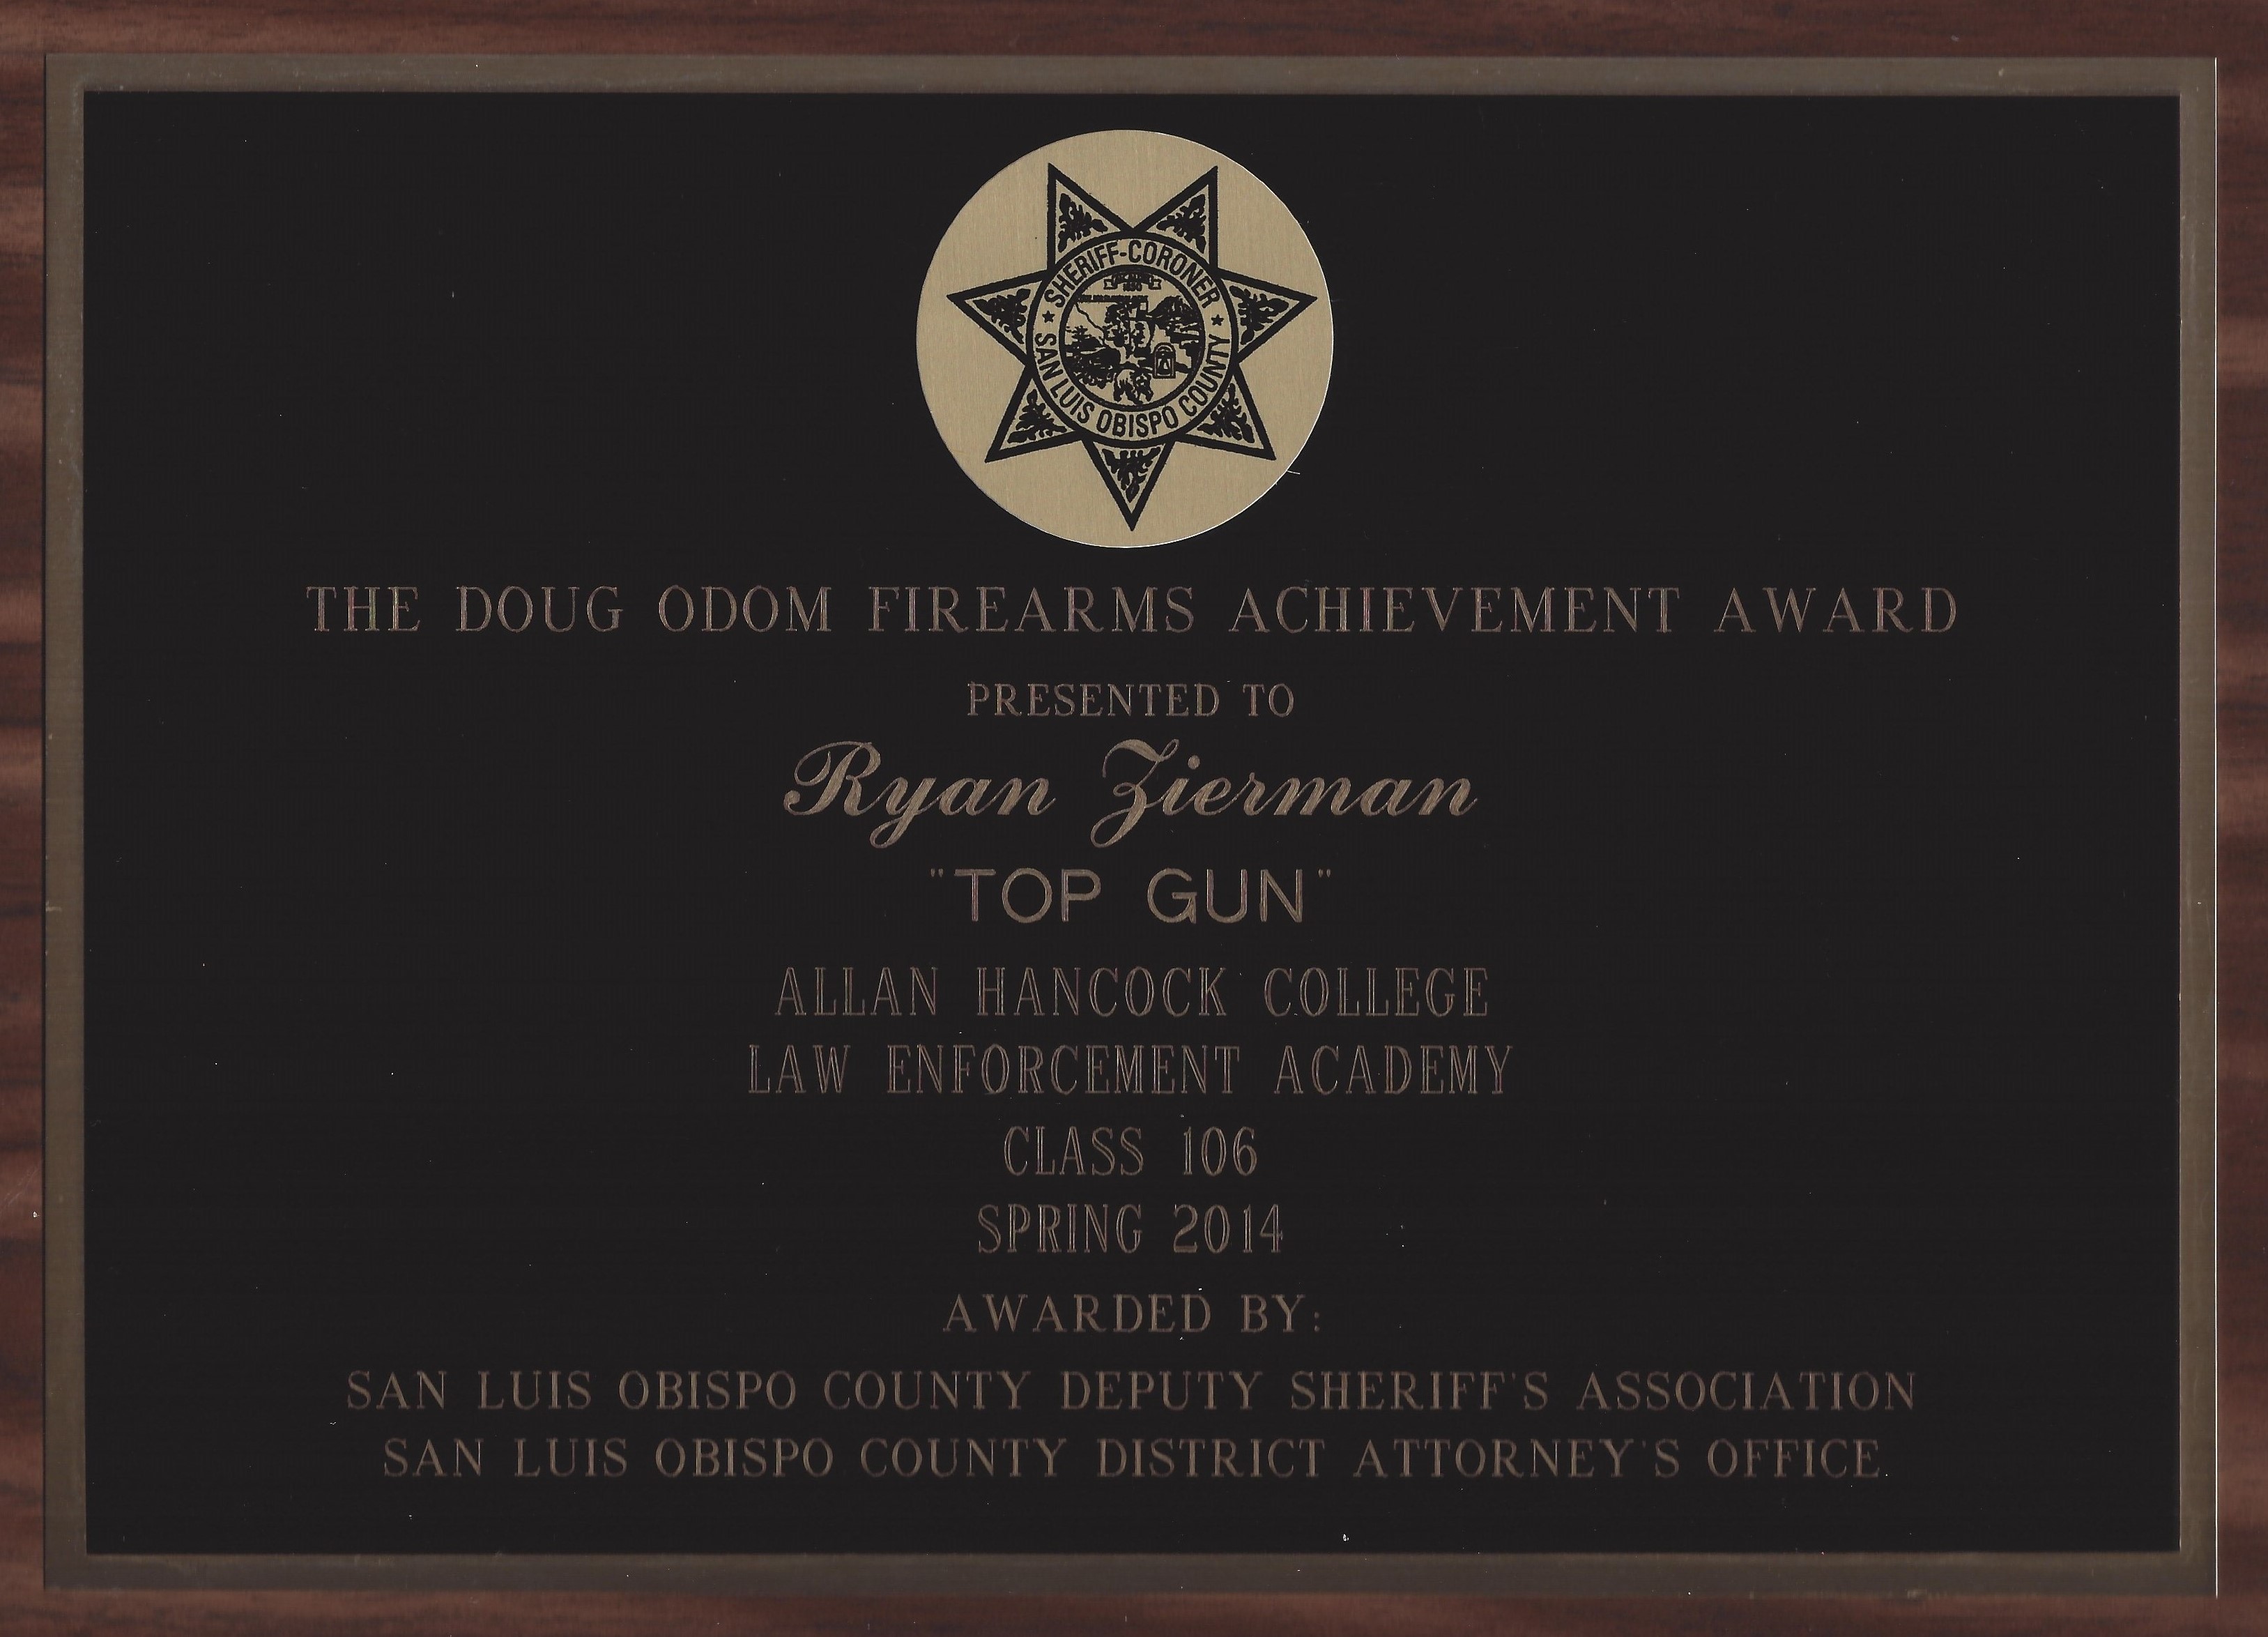 SHERIFF-CORONER
SAN LUIS OBISPO COUNTY
THE DOUG ODOM FIREARMS ACHIEVEMENT AWARD
PRESENTED TO
Ryan Zierman
"TOP GUN"
ALLAN HANCOCK COLLEGE
LAW ENFORCEMENT ACADEMY
CLASS 106
SPRING 2014
AWARDED BY:
SAN LUIS OBISPO COUNTY DEPUTY SHERIFF'S ASSOCIATION
SAN LUIS OBISPO COUNTY DISTRICT ATTORNEY'S OFFICE